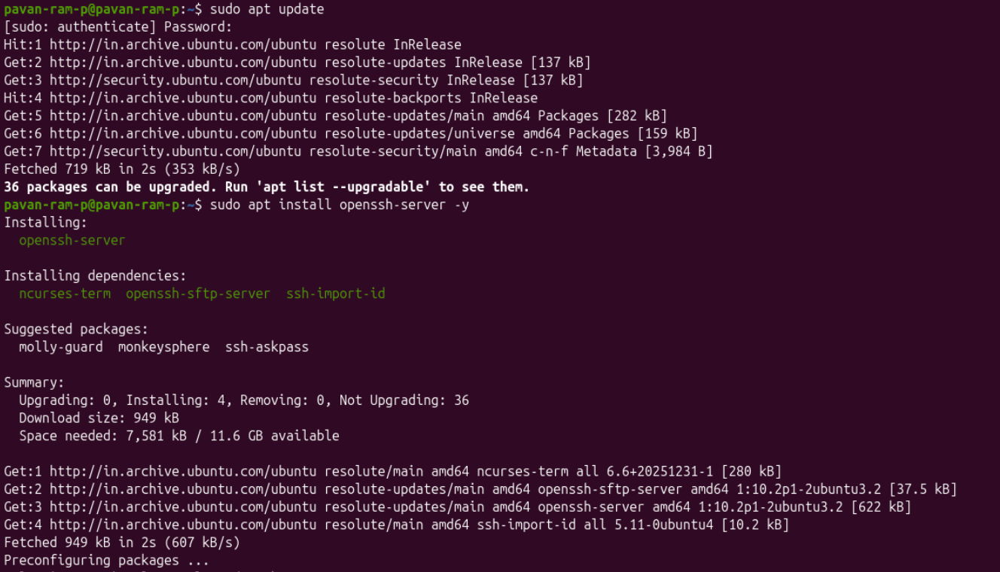 pavan-ram-p@pavan-ram-p:~$ sudo apt update
[sudo: authenticate] Password:
Hit:1 http://in.archive.ubuntu.com/ubuntu resolute InRelease
Get:2 http://in.archive.ubuntu.com/ubuntu resolute-updates InRelease [137 kB]
Get:3 http://security.ubuntu.com/ubuntu resolute-security InRelease [137 kB]
Hit:4 http://in.archive.ubuntu.com/ubuntu resolute-backports InRelease
Get:5 http://in.archive.ubuntu.com/ubuntu resolute-updates/main amd64 Packages [282 kB]
Get:6 http://in.archive.ubuntu.com/ubuntu resolute-updates/universe amd64 Packages [159 kB]
Get:7 http://security.ubuntu.com/ubuntu resolute-security/main amd64 c-n-f Metadata [3,984 B]
Fetched 719 kB in 2s (353 kB/s)
36 packages can be upgraded. Run 'apt list --upgradable' to see them.
pavan-ram-p@pavan-ram-p:~$ sudo apt install openssh-server -y
Installing:
  openssh-server

Installing dependencies:
  ncurses-term  openssh-sftp-server  ssh-import-id

Suggested packages:
  molly-guard  monkeysphere  ssh-askpass

Summary:
  Upgrading: 0, Installing: 4, Removing: 0, Not Upgrading: 36
  Download size: 949 kB
  Space needed: 7,581 kB / 11.6 GB available

Get:1 http://in.archive.ubuntu.com/ubuntu resolute/main amd64 ncurses-term all 6.6+20251231-1 [280 kB]
Get:2 http://in.archive.ubuntu.com/ubuntu resolute-updates/main amd64 openssh-sftp-server amd64 1:10.2p1-2ubuntu3.2 [37.5 kB]
Get:3 http://in.archive.ubuntu.com/ubuntu resolute-updates/main amd64 openssh-server amd64 1:10.2p1-2ubuntu3.2 [622 kB]
Get:4 http://in.archive.ubuntu.com/ubuntu resolute/main amd64 ssh-import-id all 5.11-0ubuntu4 [10.2 kB]
Fetched 949 kB in 2s (607 kB/s)
Preconfiguring packages ...